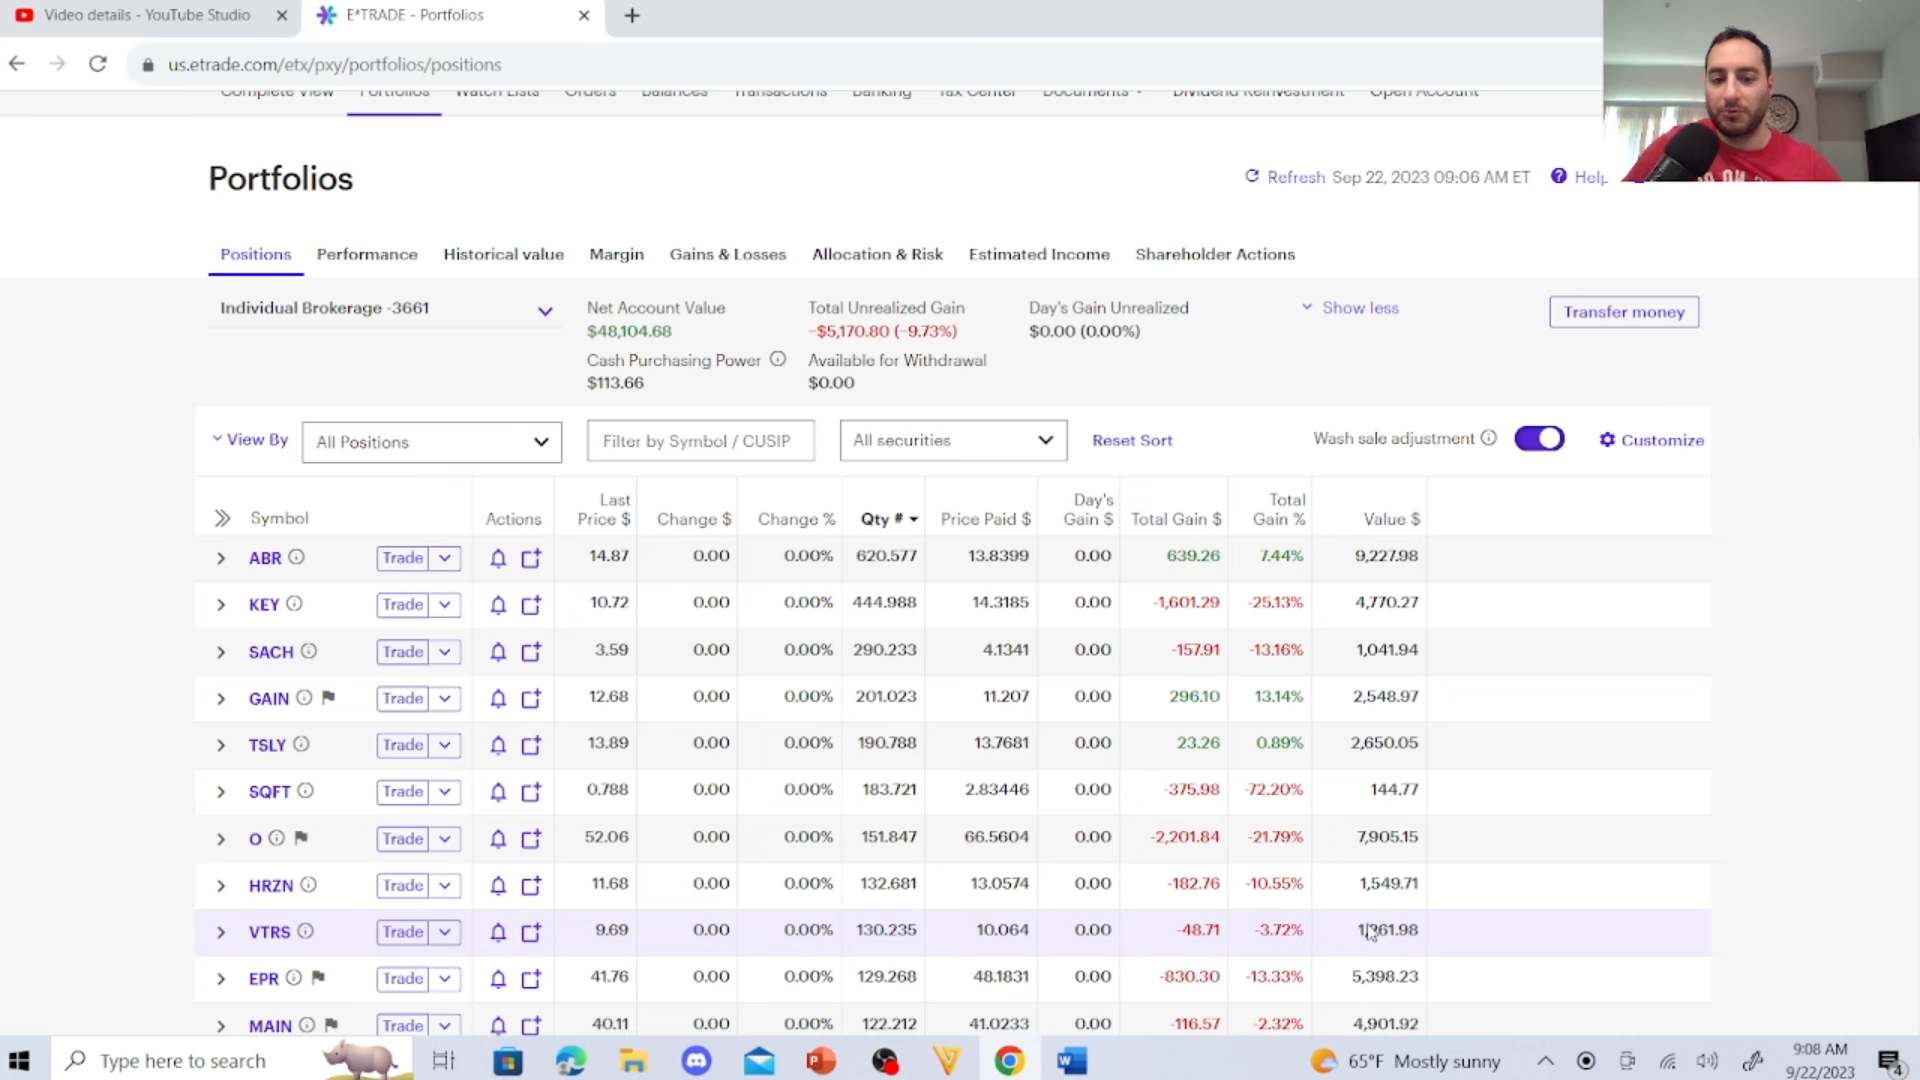 Video details - YouTube Studio
E*TRADE - Portfolios
us.etrade.com/etx/pxy/portfolios/positions
Complete View Portfolios Watch Lists Orders Balances Transactions Banking Tax Center Documents Dividend Reinvestment Open Account
Portfolios
Refresh Sep 22, 2023 09:06 AM ET Help
Positions Performance Historical value Margin Gains & Losses Allocation & Risk Estimated Income Shareholder Actions
Individual Brokerage -3661
Net Account Value Total Unrealized Gain Day's Gain Unrealized Show less Transfer money
$48,104.68 -$5,170.80 (-9.73%) $0.00 (0.00%)
Cash Purchasing Power Available for Withdrawal
$113.66 $0.00
View By All Positions Filter by Symbol / CUSIP All securities Reset Sort Wash sale adjustment Customize
Symbol Actions Last Price $ Change $ Change % Qty # Price Paid $ Day's Gain $ Total Gain $ Total Gain % Value $
ABR Trade 14.87 0.00 0.00% 620.577 13.8399 0.00 639.26 7.44% 9,227.98
KEY Trade 10.72 0.00 0.00% 444.988 14.3185 0.00 -1,601.29 -25.13% 4,770.27
SACH Trade 3.59 0.00 0.00% 290.233 4.1341 0.00 -157.91 -13.16% 1,041.94
GAIN Trade 12.68 0.00 0.00% 201.023 11.207 0.00 296.10 13.14% 2,548.97
TSLY Trade 13.89 0.00 0.00% 190.788 13.7681 0.00 23.26 0.89% 2,650.05
SQFT Trade 0.788 0.00 0.00% 183.721 2.83446 0.00 -375.98 -72.20% 144.77
O Trade 52.06 0.00 0.00% 151.847 66.5604 0.00 -2,201.84 -21.79% 7,905.15
HRZN Trade 11.68 0.00 0.00% 132.681 13.0574 0.00 -182.76 -10.55% 1,549.71
VTRS Trade 9.69 0.00 0.00% 130.235 10.064 0.00 -48.71 -3.72%
EPR Trade 41.76 0.00 0.00% 129.268 48.1831 0.00 -830.30 -13.33% 5,398.23
MAIN Trade 40.11 0.00 0.00% 122.212 41.0233 0.00 -116.57 -2.32% 4,901.92
Type here to search
65°F Mostly sunny
9:08 AM
9/22/2023
4